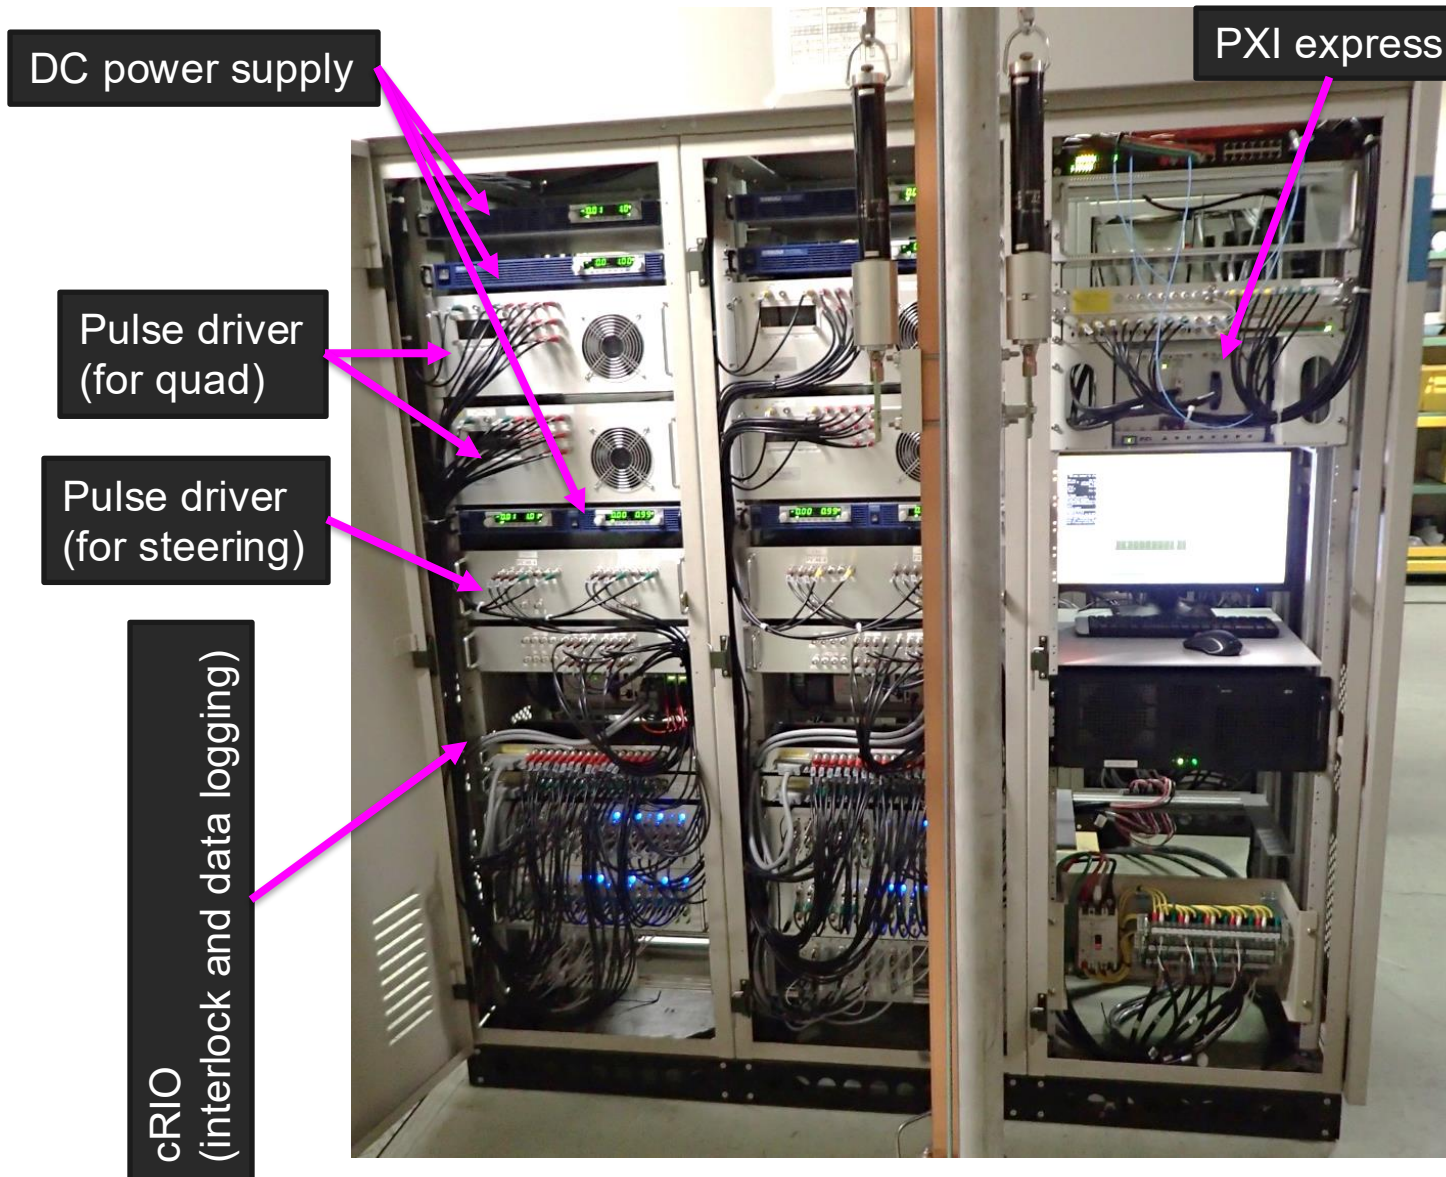 DC power supply
PXI express
Pulse driver
(for quad)
Pulse driver
(for steering)
cRIO
(interlock and data logging)